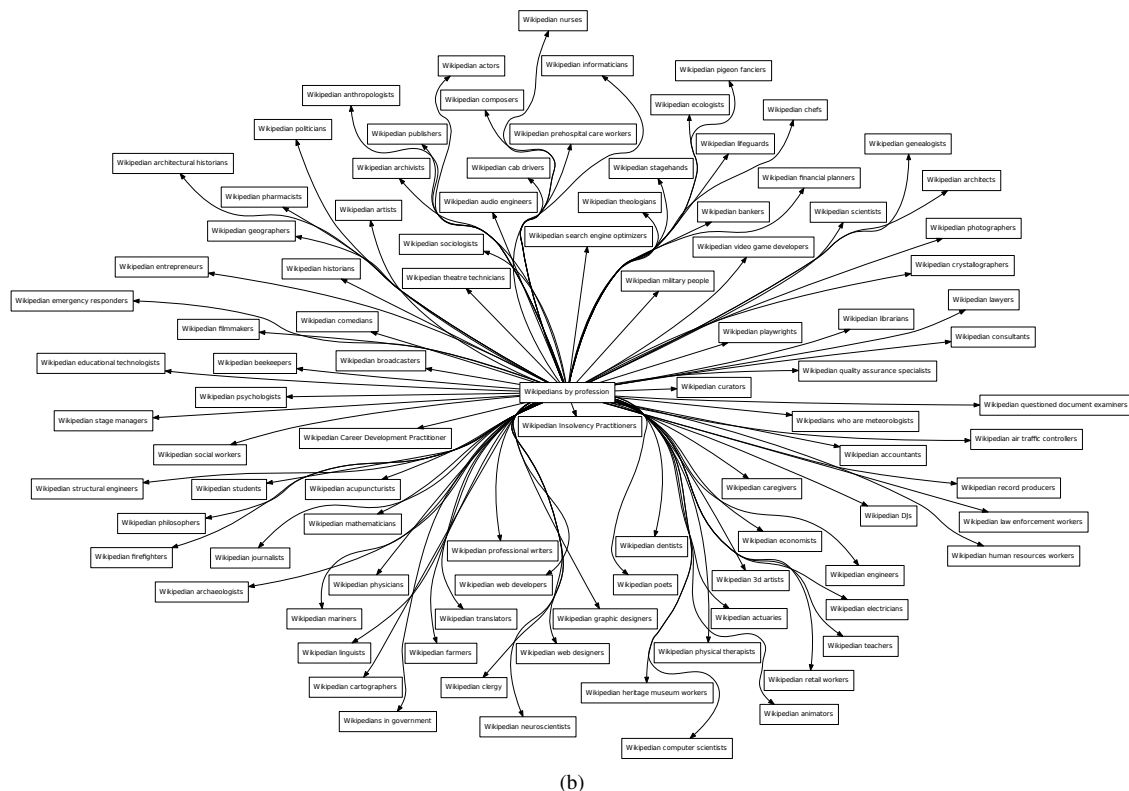 Wikipedian nurses
Wikipedian actors
Wikipedian informaticians
Wikipedian pigeon fanciers
Wikipedian anthropologists
Wikipedian composers
Wikipedian ecologists
Wikipedian chefs
Wikipedian politicians
Wikipedian publishers
Wikipedian prehospital care workers
Wikipedian lifeguards
Wikipedian genealogists
Wikipedian architectural historians
Wikipedian archivists
Wikipedian cab drivers
Wikipedian stagehands
Wikipedian financial planners
Wikipedian architects
Wikipedian pharmacists
Wikipedian artists
Wikipedian audio engineers
Wikipedian theologians
Wikipedian bankers
Wikipedian scientists
Wikipedian geographers
Wikipedian sociologists
Wikipedian search engine optimizers
Wikipedian video game developers
Wikipedian photographers
Wikipedian entrepreneurs
Wikipedian historians
Wikipedian theatre technicians
Wikipedian military people
Wikipedian crystallographers
Wikipedian emergency responders
Wikipedian filmmakers
Wikipedian comedians
Wikipedian playwrights
Wikipedian librarians
Wikipedian lawyers
Wikipedian consultants
Wikipedian educational technologists
Wikipedian beekeepers
Wikipedian broadcasters
Wikipedian quality assurance specialists
Wikipedian psychologists
Wikipedians by profession
Wikipedian curators
Wikipedian questioned document examiners
Wikipedian stage managers
Wikipedian Career Development Practitioner
Wikipedian Insolvency Practitioners
Wikipedians who are meteorologists
Wikipedian air traffic controllers
Wikipedian social workers
Wikipedian accountants
Wikipedian structural engineers
Wikipedian students
Wikipedian acupuncturists
Wikipedian caregivers
Wikipedian record producers
Wikipedian philosophers
Wikipedian mathematicians
Wikipedian DJs
Wikipedian law enforcement workers
Wikipedian firefighters
Wikipedian journalists
Wikipedian professional writers
Wikipedian dentists
Wikipedian economists
Wikipedian human resources workers
Wikipedian archaeologists
Wikipedian physicians
Wikipedian web developers
Wikipedian poets
Wikipedian 3d artists
Wikipedian engineers
Wikipedian mariners
Wikipedian translators
Wikipedian graphic designers
Wikipedian actuaries
Wikipedian electricians
Wikipedian linguists
Wikipedian farmers
Wikipedian web designers
Wikipedian physical therapists
Wikipedian teachers
Wikipedian cartographers
Wikipedian clergy
Wikipedian heritage museum workers
Wikipedian retail workers
Wikipedians in government
Wikipedian neuroscientists
Wikipedian animators
Wikipedian computer scientists
(b)